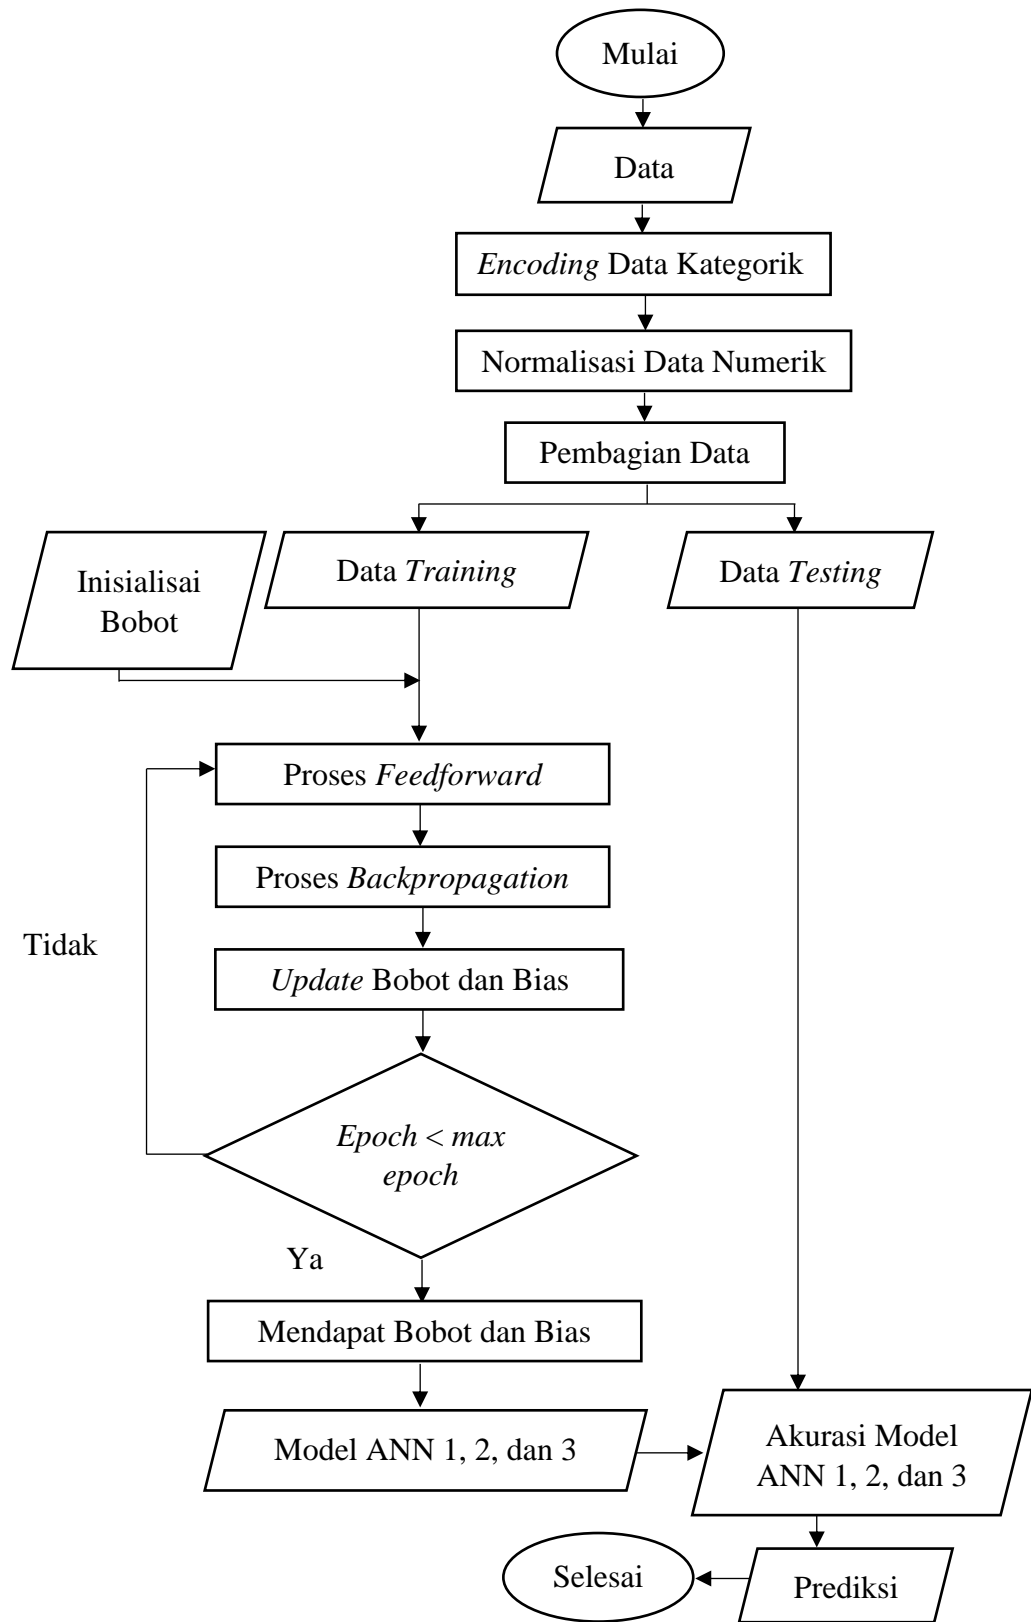 Mulai
Data
Encoding Data Kategorik
Normalisasi Data Numerik
Pembagian Data
Inisialisai
Bobot
Data Training
Data Testing
Proses Feedforward
Proses Backpropagation
Tidak
Update Bobot dan Bias
Epoch < max
epoch
Ya
Mendapat Bobot dan Bias
Model ANN 1, 2, dan 3
Akurasi Model
ANN 1, 2, dan 3
Selesai
Prediksi